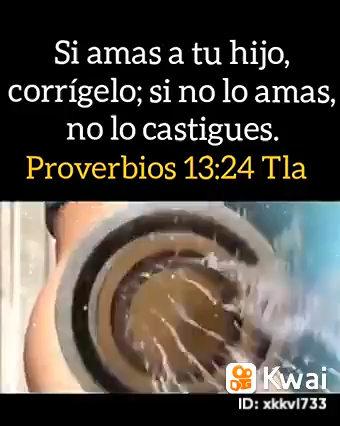 Si amas a tu hijo,
corrígelo; si no lo amas,
no lo castigues.
Proverbios 13:24 Tla
Kwai
ID: xkkvl733